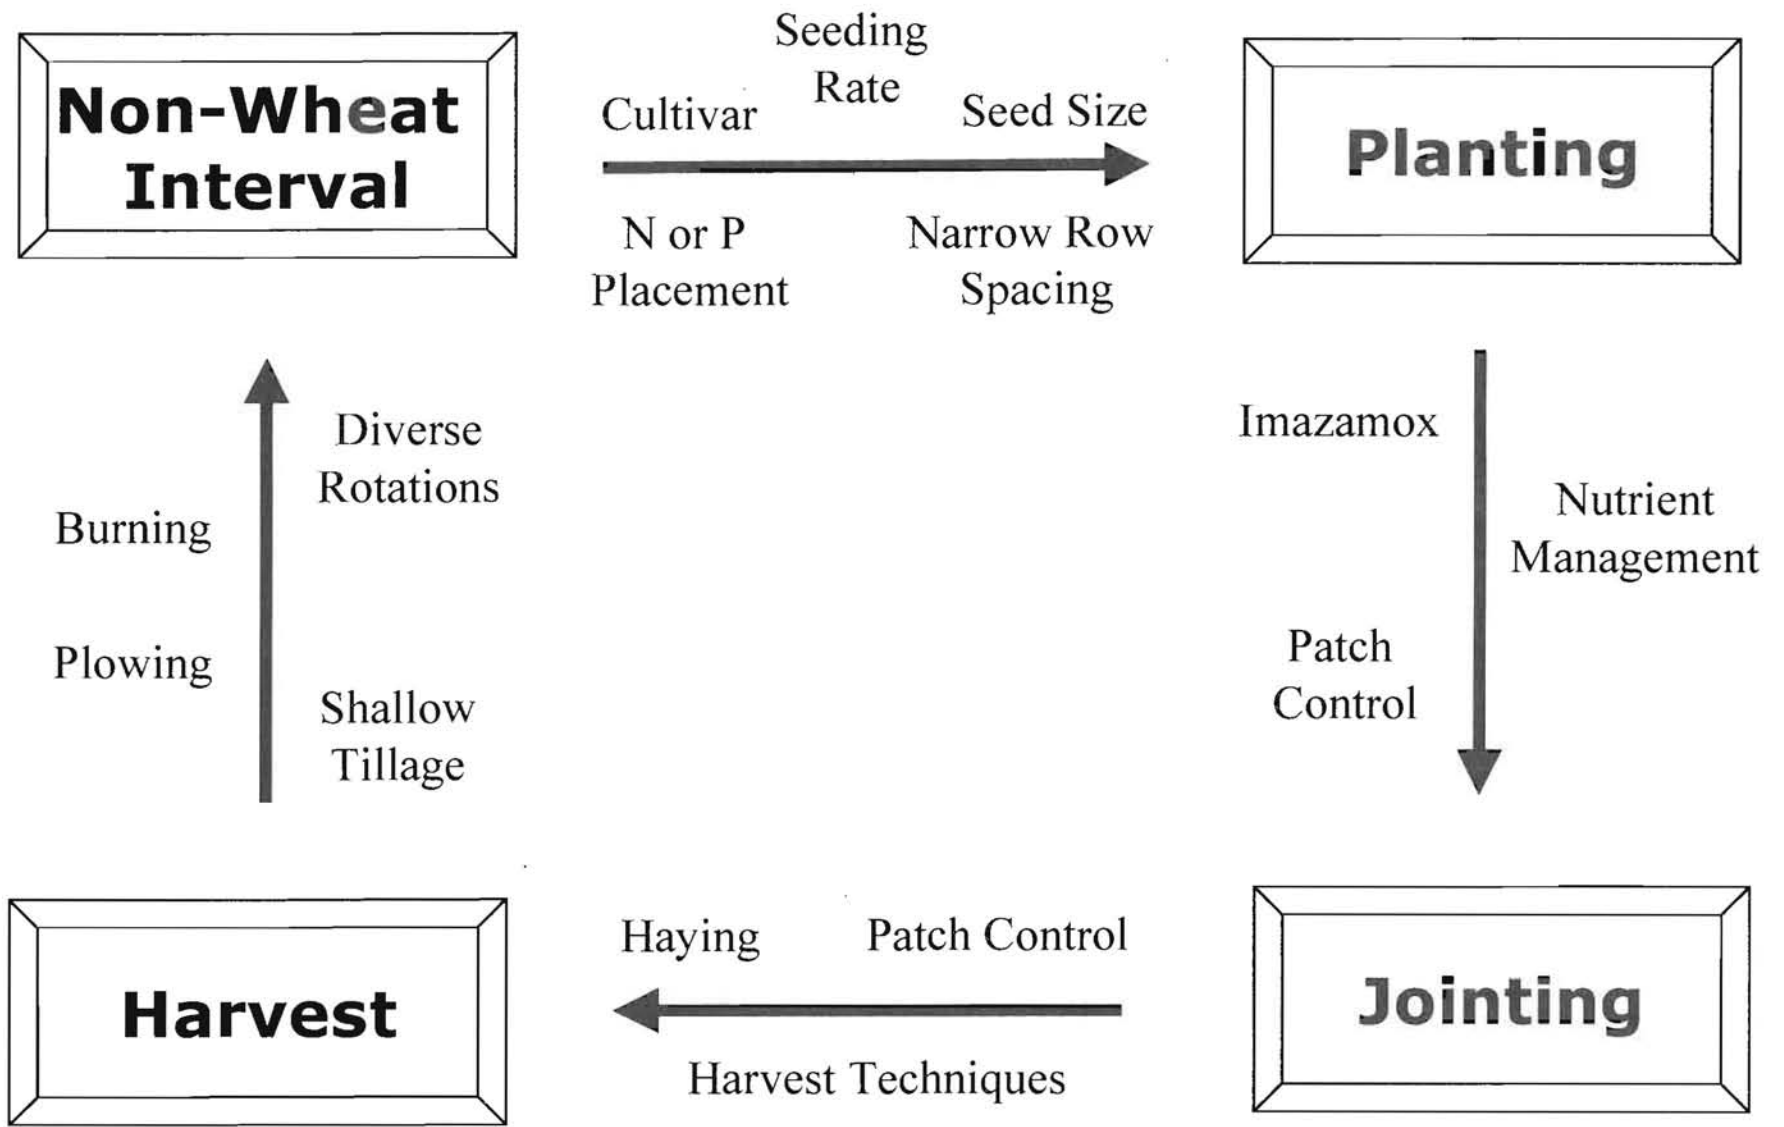 Non-Wheat
Interval
Seeding
Rate
Cultivar
Seed Size
N or P
Placement
Narrow Row
Spacing
Planting
Imazamox
Nutrient
Management
Patch
Control
Jointing
Haying
Patch Control
Harvest Techniques
Harvest
Diverse
Rotations
Burning
Plowing
Shallow
Tillage